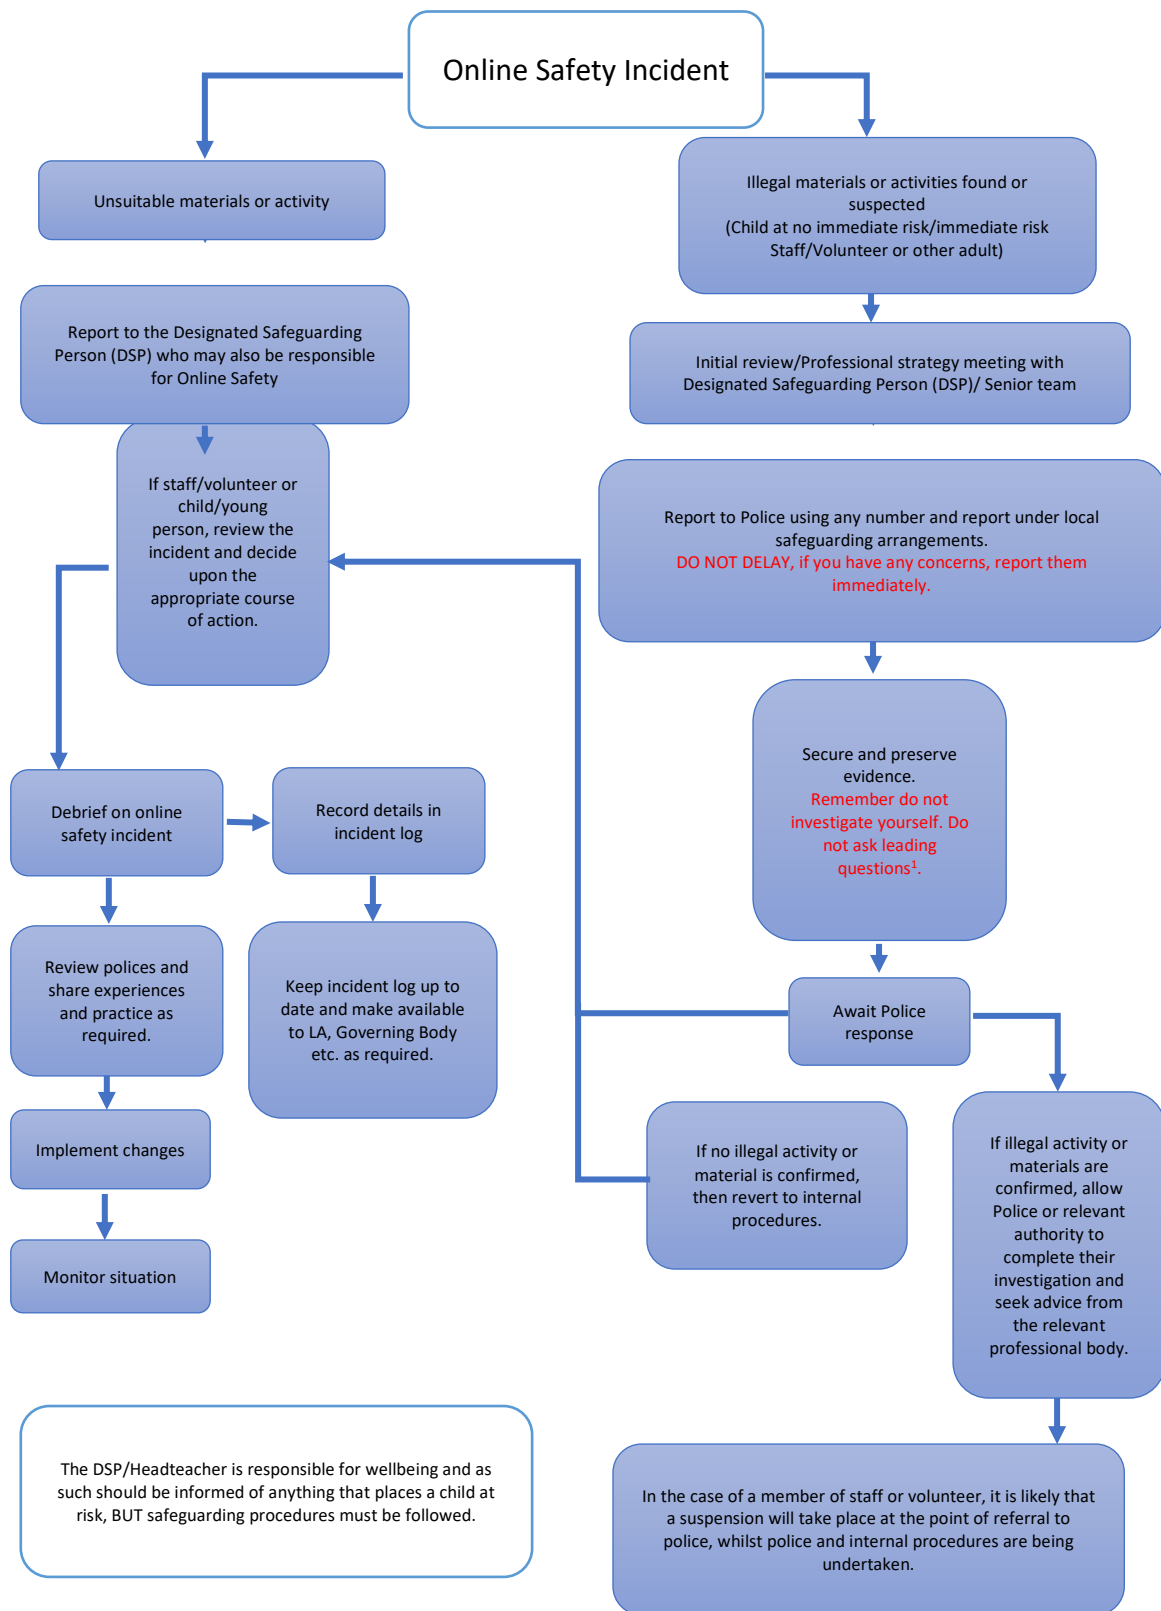 Online Safety Incident
Unsuitable materials or activity
Illegal materials or activities found or
suspected
(Child at no immediate risk/immediate risk
Staff/Volunteer or other adult)
Report to the Designated Safeguarding
Person (DSP) who may also be responsible
for Online Safety
Initial review/Professional strategy meeting with
Designated Safeguarding Person (DSP)/ Senior team
If staff/volunteer or
child/young
person, review the
incident and decide
upon the
appropriate course
of action.
Report to Police using any number and report under local
safeguarding arrangements.
DO NOT DELAY, if you have any concerns, report them
immediately.
Secure and preserve
evidence.
Remember do not
investigate yourself. Do
not ask leading
questions¹.
Debrief on online
safety incident
Record details in
incident log
Review polices and
share experiences
and practice as
required.
Keep incident log up to
date and make available
to LA, Governing Body
etc. as required.
Await Police
response
Implement changes
If no illegal activity or
material is confirmed,
then revert to internal
procedures.
If illegal activity or
materials are
confirmed, allow
Police or relevant
authority to
complete their
investigation and
seek advice from
the relevant
professional body.
Monitor situation
The DSP/Headteacher is responsible for wellbeing and as
such should be informed of anything that places a child at
risk, BUT safeguarding procedures must be followed.
In the case of a member of staff or volunteer, it is likely that
a suspension will take place at the point of referral to
police, whilst police and internal procedures are being
undertaken.